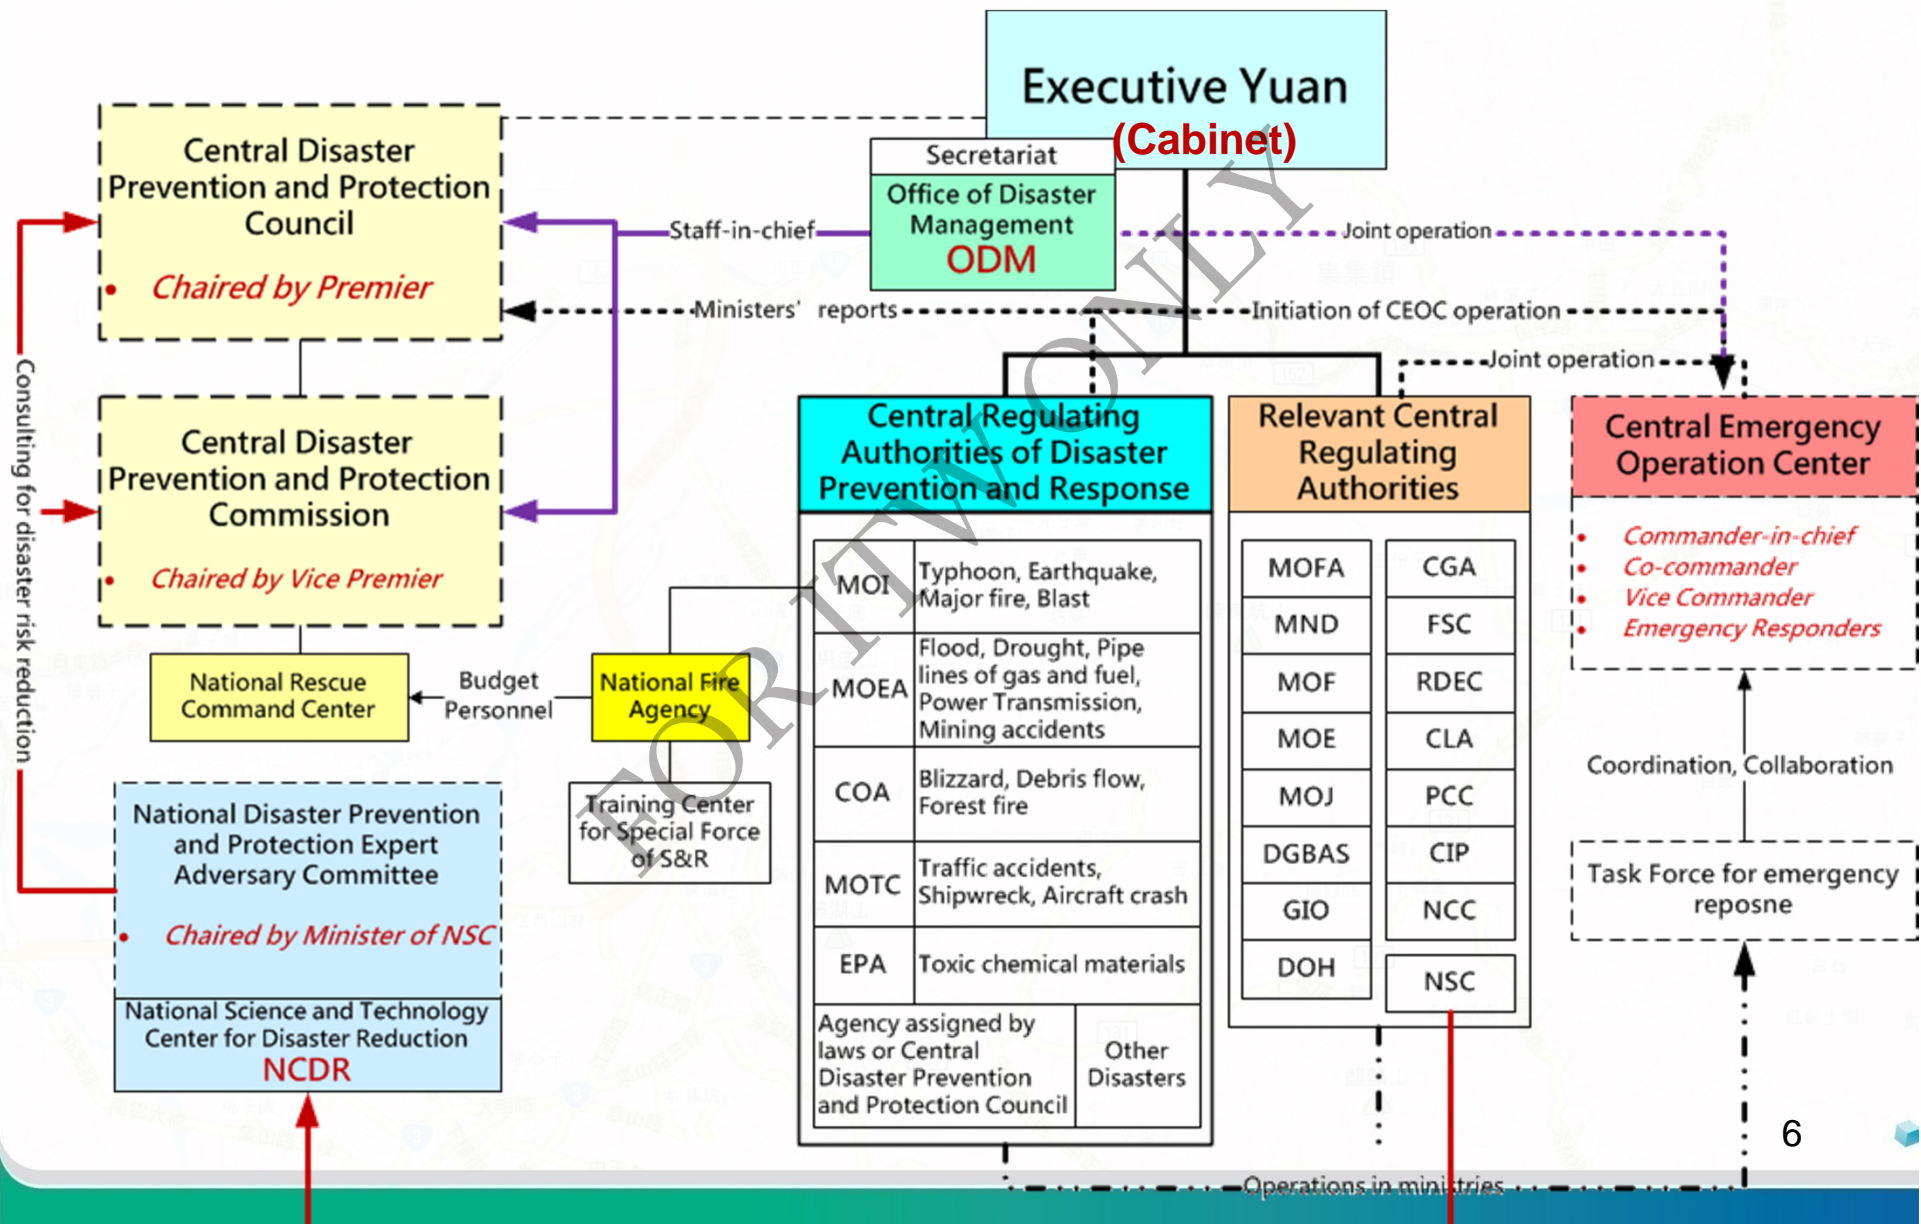 Executive Yuan
(Cabinet)
Secretariat
Office of Disaster
Management
ODM
Central Disaster
Prevention and Protection
Council
• Chaired by Premier
Staff-in-chief
Joint operation
Ministers' reports
Initiation of CEOC operation
Joint operation
Consulting for disaster risk reduction
Central Disaster
Prevention and Protection
Commission
• Chaired by Vice Premier
National Rescue
Command Center
Budget
Personnel
National Fire
Agency
Training Center
for Special Force
of S&R
National Disaster Prevention
and Protection Expert
Adversary Committee
• Chaired by Minister of NSC
National Science and Technology
Center for Disaster Reduction
NCDR
Central Regulating
Authorities of Disaster
Prevention and Response
MOI
Typhoon, Earthquake,
Major fire, Blast
MOEA
Flood, Drought, Pipe
lines of gas and fuel,
Power Transmission,
Mining accidents
COA
Blizzard, Debris flow,
Forest fire
MOTC
Traffic accidents,
Shipwreck, Aircraft crash
EPA
Toxic chemical materials
Agency assigned by
laws or Central
Disaster Prevention
and Protection Council
Other
Disasters
Relevant Central
Regulating
Authorities
MOFA
MND
MOF
MOE
MOJ
DGBAS
GIO
DOH
CGA
FSC
RDEC
CLA
PCC
CIP
NCC
NSC
Central Emergency
Operation Center
• Commander-in-chief
• Co-commander
• Vice Commander
• Emergency Responders
Coordination, Collaboration
Task Force for emergency
reposne
Operations in ministries
6
FOR ITW ONLY